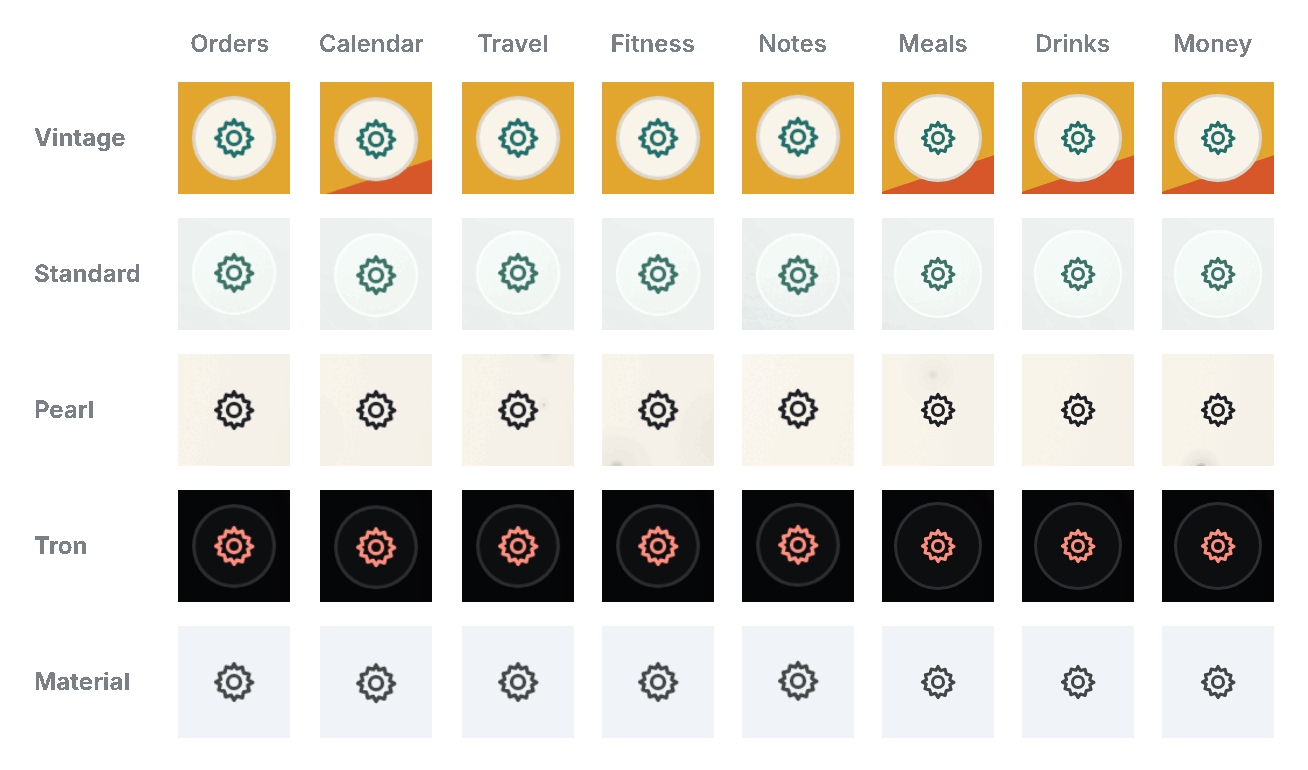 Orders Calendar Travel Fitness Notes Meals Drinks Money
Vintage
Standard
Pearl
Tron
Material